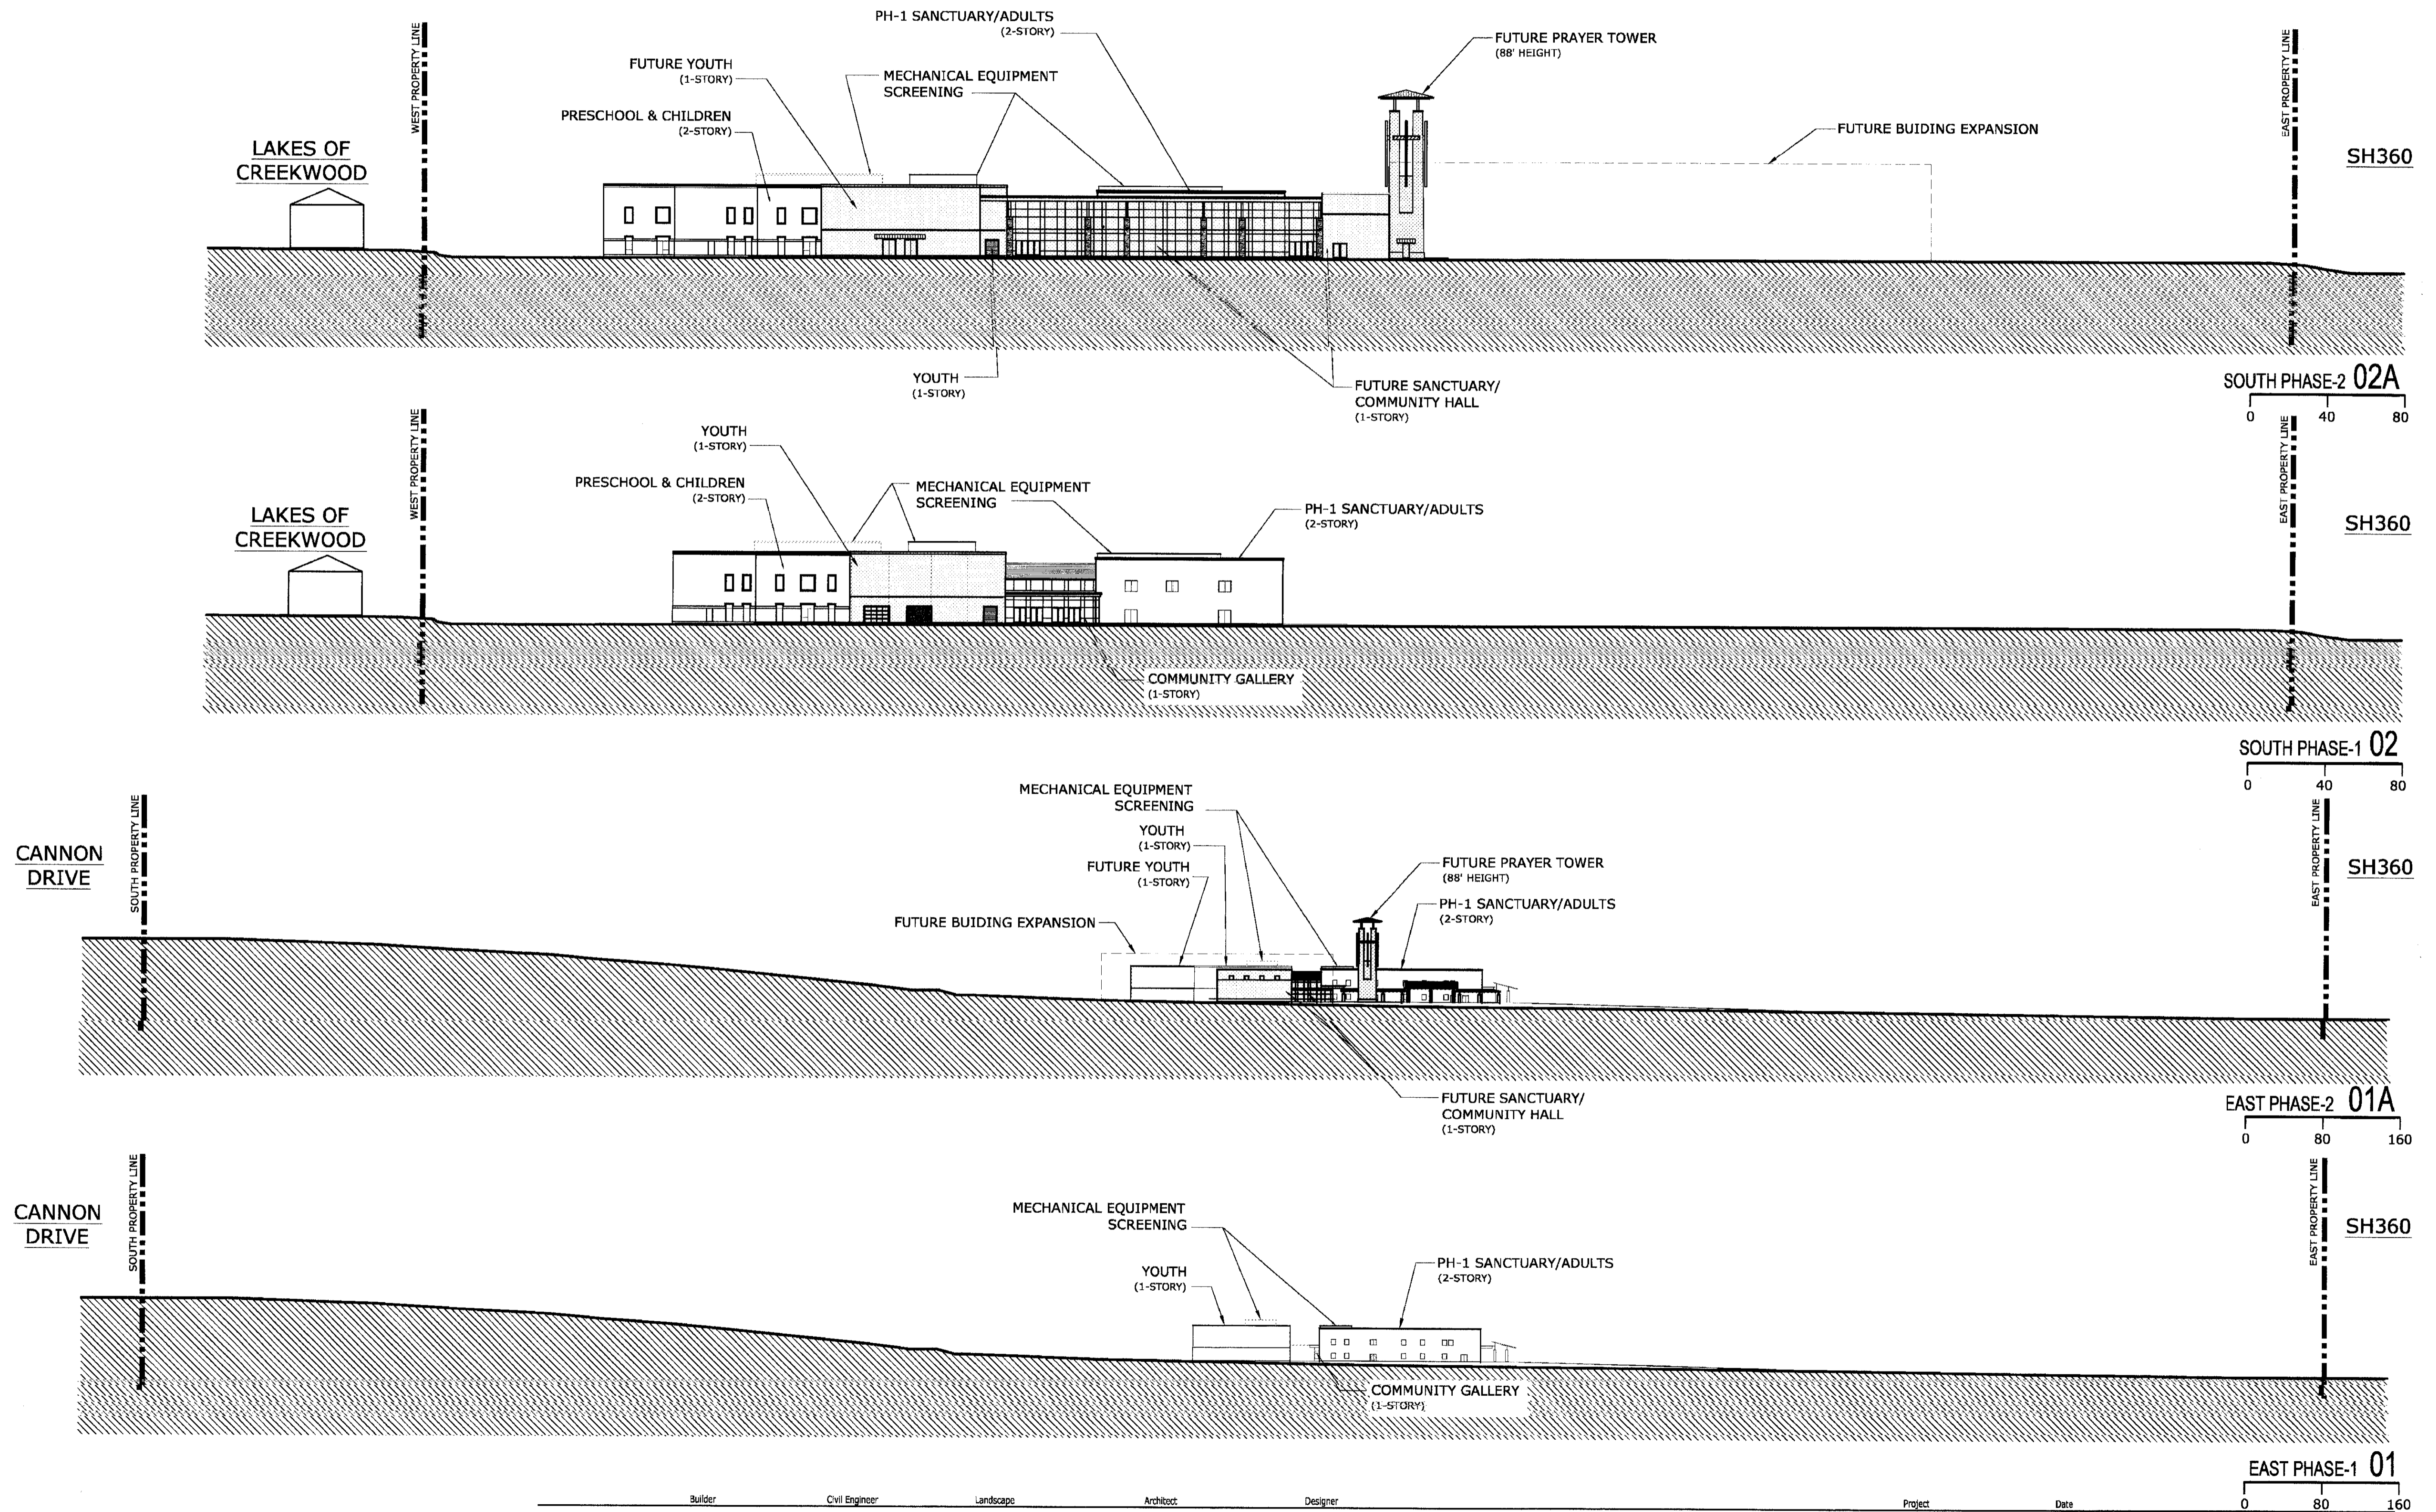 PH-1 SANCTUARY/ADULTS
(2-STORY)
FUTURE PRAYER TOWER
(88' HEIGHT)
WEST PROPERTY LINE
EAST PROPERTY LINE
FUTURE YOUTH
(1-STORY)
MECHANICAL EQUIPMENT
SCREENING
PRESCHOOL & CHILDREN
(2-STORY)
FUTURE BUIDING EXPANSION
LAKES OF
CREEKWOOD
SH360
YOUTH
(1-STORY)
FUTURE SANCTUARY/
COMMUNITY HALL
(1-STORY)
SOUTH PHASE-2 02A
0 40 80
WEST PROPERTY LINE
EAST PROPERTY LINE
YOUTH
(1-STORY)
PRESCHOOL & CHILDREN
(2-STORY)
MECHANICAL EQUIPMENT
SCREENING
PH-1 SANCTUARY/ADULTS
(2-STORY)
LAKES OF
CREEKWOOD
SH360
COMMUNITY GALLERY
(1-STORY)
SOUTH PHASE-1 02
0 40 80
SOUTH PROPERTY LINE
EAST PROPERTY LINE
MECHANICAL EQUIPMENT
SCREENING
YOUTH
(1-STORY)
FUTURE YOUTH
(1-STORY)
FUTURE PRAYER TOWER
(88' HEIGHT)
CANNON
DRIVE
SH360
PH-1 SANCTUARY/ADULTS
(2-STORY)
FUTURE BUIDING EXPANSION
FUTURE SANCTUARY/
COMMUNITY HALL
(1-STORY)
EAST PHASE-2 01A
0 80 160
SOUTH PROPERTY LINE
EAST PROPERTY LINE
MECHANICAL EQUIPMENT
SCREENING
CANNON
DRIVE
SH360
YOUTH
(1-STORY)
PH-1 SANCTUARY/ADULTS
(2-STORY)
COMMUNITY GALLERY
(1-STORY)
EAST PHASE-1 01
0 80 160
Builder Civil Engineer Landscape Architect Designer Project Date